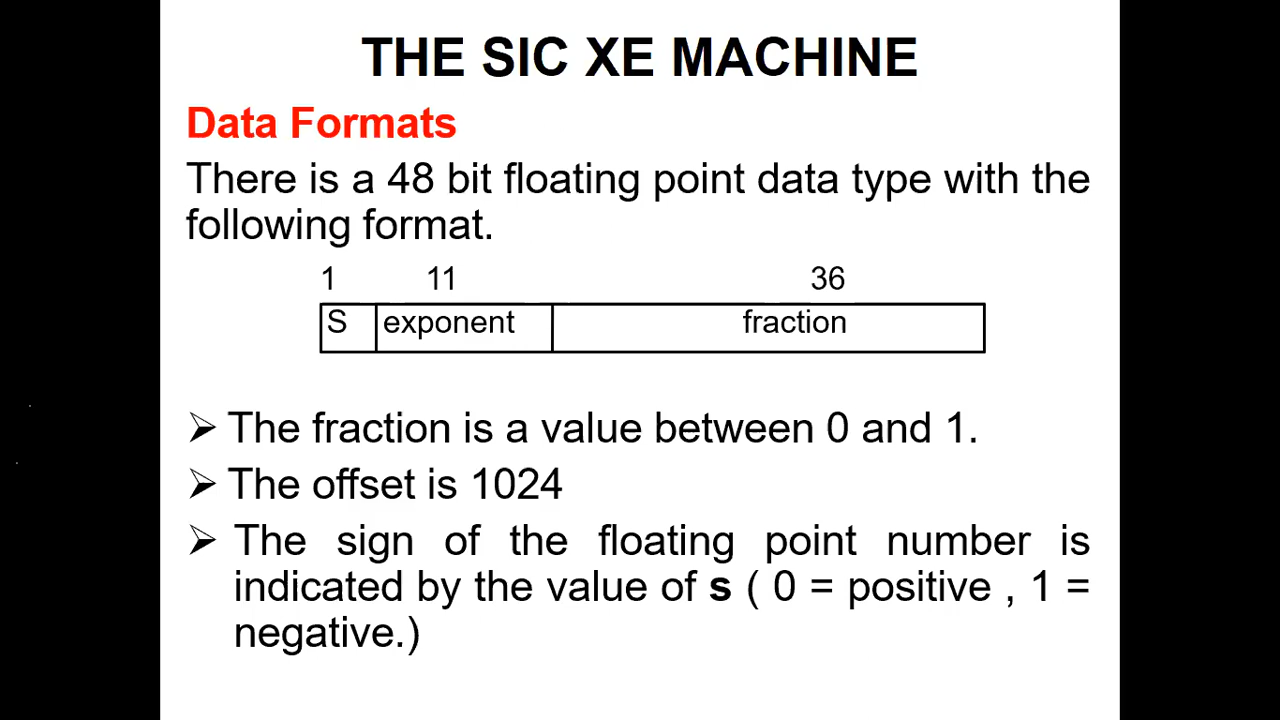 THE SIC XE MACHINE
Data Formats
There is a 48 bit floating point data type with the
following format.
1 11 36
S exponent fraction
➢ The fraction is a value between 0 and 1.
➢ The offset is 1024
➢ The sign of the floating point number is
indicated by the value of s ( 0 = positive , 1 =
negative.)